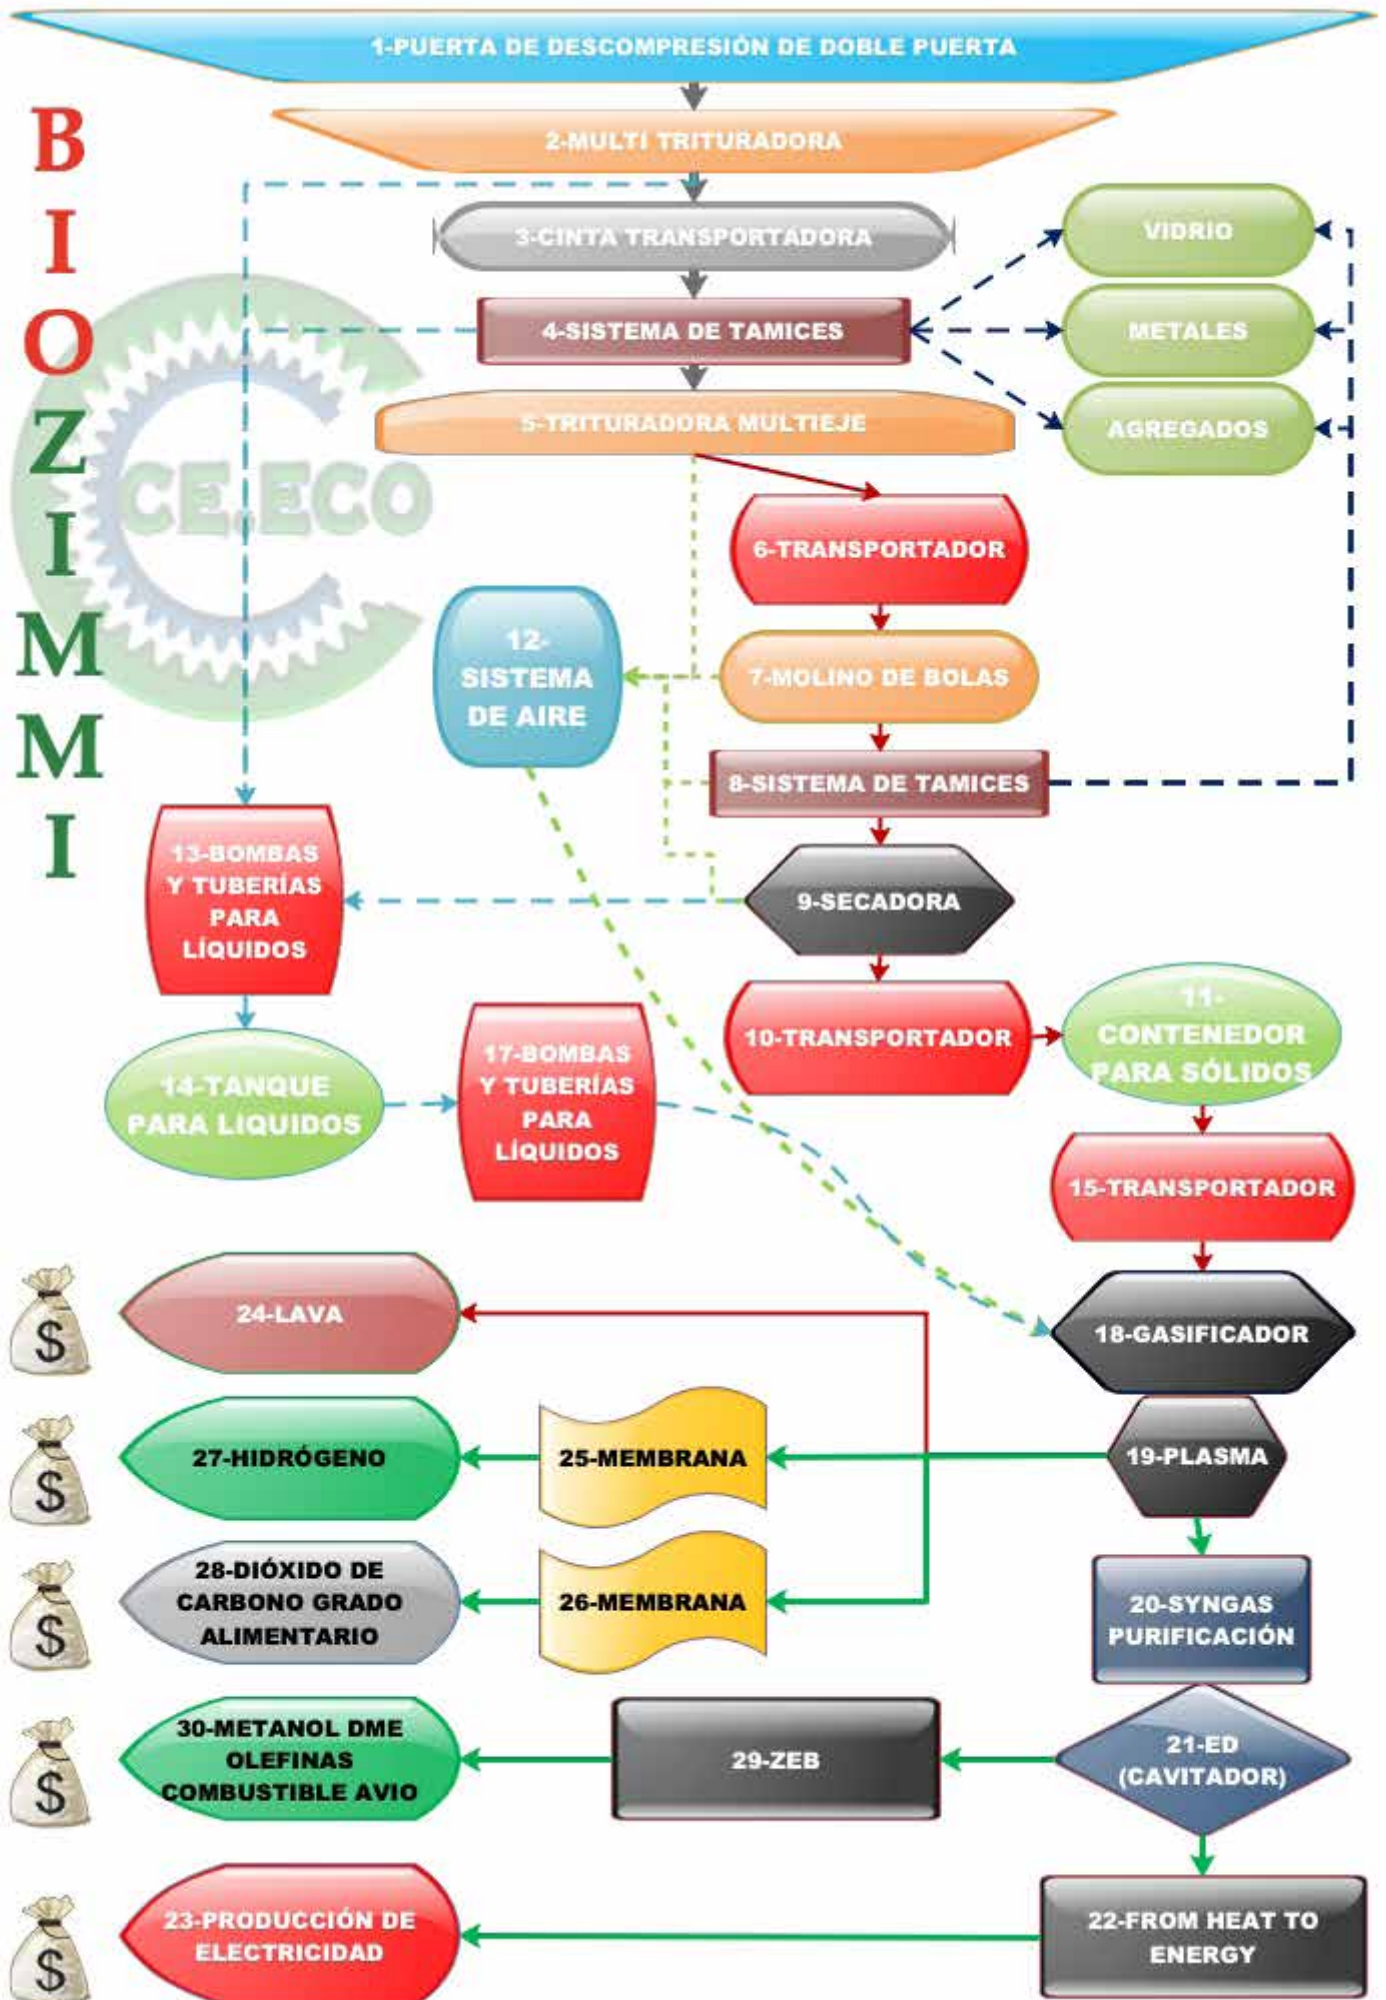 1-PUERTA DE DESCOMPRESIÓN DE DOBLE PUERTA
2-MULTI TRITURADORA
BIOZIMMI
3-CINTA TRANSPORTADORA
VIDRIO
4-SISTEMA DE TAMICES
METALES
5-TRITURADORA MULTIEJE
AGREGADOS
CE.ECO
6-TRANSPORTADOR
12-
SISTEMA
DE AIRE
7-MOLINO DE BOLAS
8-SISTEMA DE TAMICES
13-BOMBAS
Y TUBERÍAS
PARA
LÍQUIDOS
9-SECADORA
10-TRANSPORTADOR
11-
CONTENEDOR
PARA SÓLIDOS
14-TANQUE
PARA LIQUIDOS
17-BOMBAS
Y TUBERÍAS
PARA
LÍQUIDOS
15-TRANSPORTADOR
$
24-LAVA
18-GASIFICADOR
$
27-HIDRÓGENO
25-MEMBRANA
19-PLASMA
$
28-DIÓXIDO DE
CARBONO GRADO
ALIMENTARIO
26-MEMBRANA
20-SYNGAS
PURIFICACIÓN
$
30-METANOL DME
OLEFINAS
COMBUSTIBLE AVIO
29-ZEB
21-ED
(CAVITADOR)
$
23-PRODUCCIÓN DE
ELECTRICIDAD
22-FROM HEAT TO
ENERGY